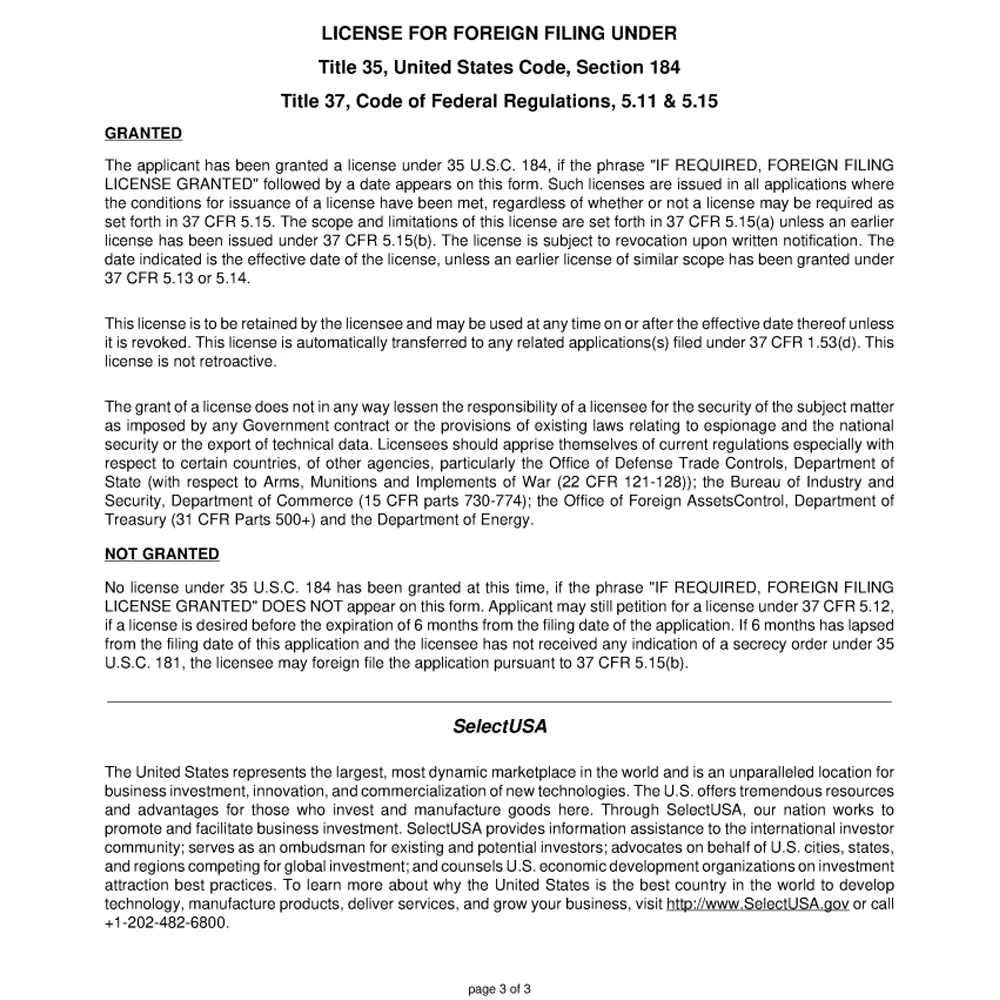 LICENSE FOR FOREIGN FILING UNDER
Title 35, United States Code, Section 184
Title 37, Code of Federal Regulations, 5.11 & 5.15
GRANTED
The applicant has been granted a license under 35 U.S.C. 184, if the phrase "IF REQUIRED, FOREIGN FILING
LICENSE GRANTED" followed by a date appears on this form. Such licenses are issued in all applications where
the conditions for issuance of a license have been met, regardless of whether or not a license may be required as
set forth in 37 CFR 5.15. The scope and limitations of this license are set forth in 37 CFR 5.15(a) unless an earlier
license has been issued under 37 CFR 5.15(b). The license is subject to revocation upon written notification. The
date indicated is the effective date of the license, unless an earlier license of similar scope has been granted under
37 CFR 5.13 or 5.14.
This license is to be retained by the licensee and may be used at any time on or after the effective date thereof unless
it is revoked. This license is automatically transferred to any related applications(s) filed under 37 CFR 1.53(d). This
license is not retroactive.
The grant of a license does not in any way lessen the responsibility of a licensee for the security of the subject matter
as imposed by any Government contract or the provisions of existing laws relating to espionage and the national
security or the export of technical data. Licensees should apprise themselves of current regulations especially with
respect to certain countries, of other agencies, particularly the Office of Defense Trade Controls, Department of
State (with respect to Arms, Munitions and Implements of War (22 CFR 121-128)); the Bureau of Industry and
Security, Department of Commerce (15 CFR parts 730-774); the Office of Foreign AssetsControl, Department of
Treasury (31 CFR Parts 500+) and the Department of Energy.
NOT GRANTED
No license under 35 U.S.C. 184 has been granted at this time, if the phrase "IF REQUIRED, FOREIGN FILING
LICENSE GRANTED" DOES NOT appear on this form. Applicant may still petition for a license under 37 CFR 5.12,
if a license is desired before the expiration of 6 months from the filing date of the application. If 6 months has lapsed
from the filing date of this application and the licensee has not received any indication of a secrecy order under 35
U.S.C. 181, the licensee may foreign file the application pursuant to 37 CFR 5.15(b).
SelectUSA
The United States represents the largest, most dynamic marketplace in the world and is an unparalleled location for
business investment, innovation, and commercialization of new technologies. The U.S. offers tremendous resources
and advantages for those who invest and manufacture goods here. Through SelectUSA, our nation works to
promote and facilitate business investment. SelectUSA provides information assistance to the international investor
community; serves as an ombudsman for existing and potential investors; advocates on behalf of U.S. cities, states,
and regions competing for global investment; and counsels U.S. economic development organizations on investment
attraction best practices. To learn more about why the United States is the best country in the world to develop
technology, manufacture products, deliver services, and grow your business, visit http://www.SelectUSA.gov or call
+1-202-482-6800.
page 3 of 3